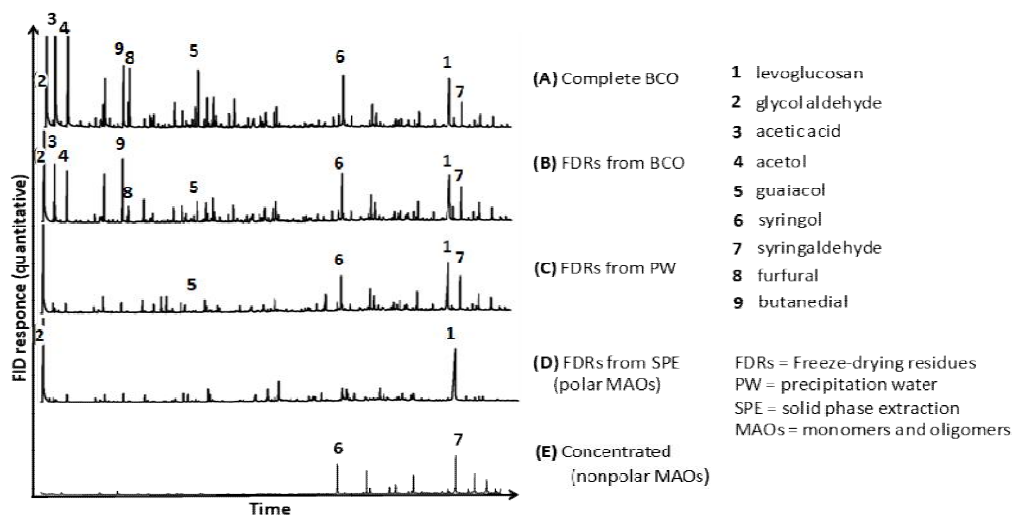 3
4
2
9
8
5
6
1
7
(A) Complete BCO
3
2
4
9
8
5
6
1
7
(B) FDRs from BCO
5
6
1
7
(C) FDRs from PW
2
1
(D) FDRs from SPE
(polar MAOs)
6
7
(E) Concentrated
(nonpolar MAOs)
FID responce (quantitative)
Time
1 levoglucosan
2 glycolaldehyde
3 acetic acid
4 acetol
5 guaiacol
6 syringol
7 syringaldehyde
8 furfural
9 butanedial
FDRs = Freeze-drying residues
PW = precipitation water
SPE = solid phase extraction
MAOs = monomers and oligomers